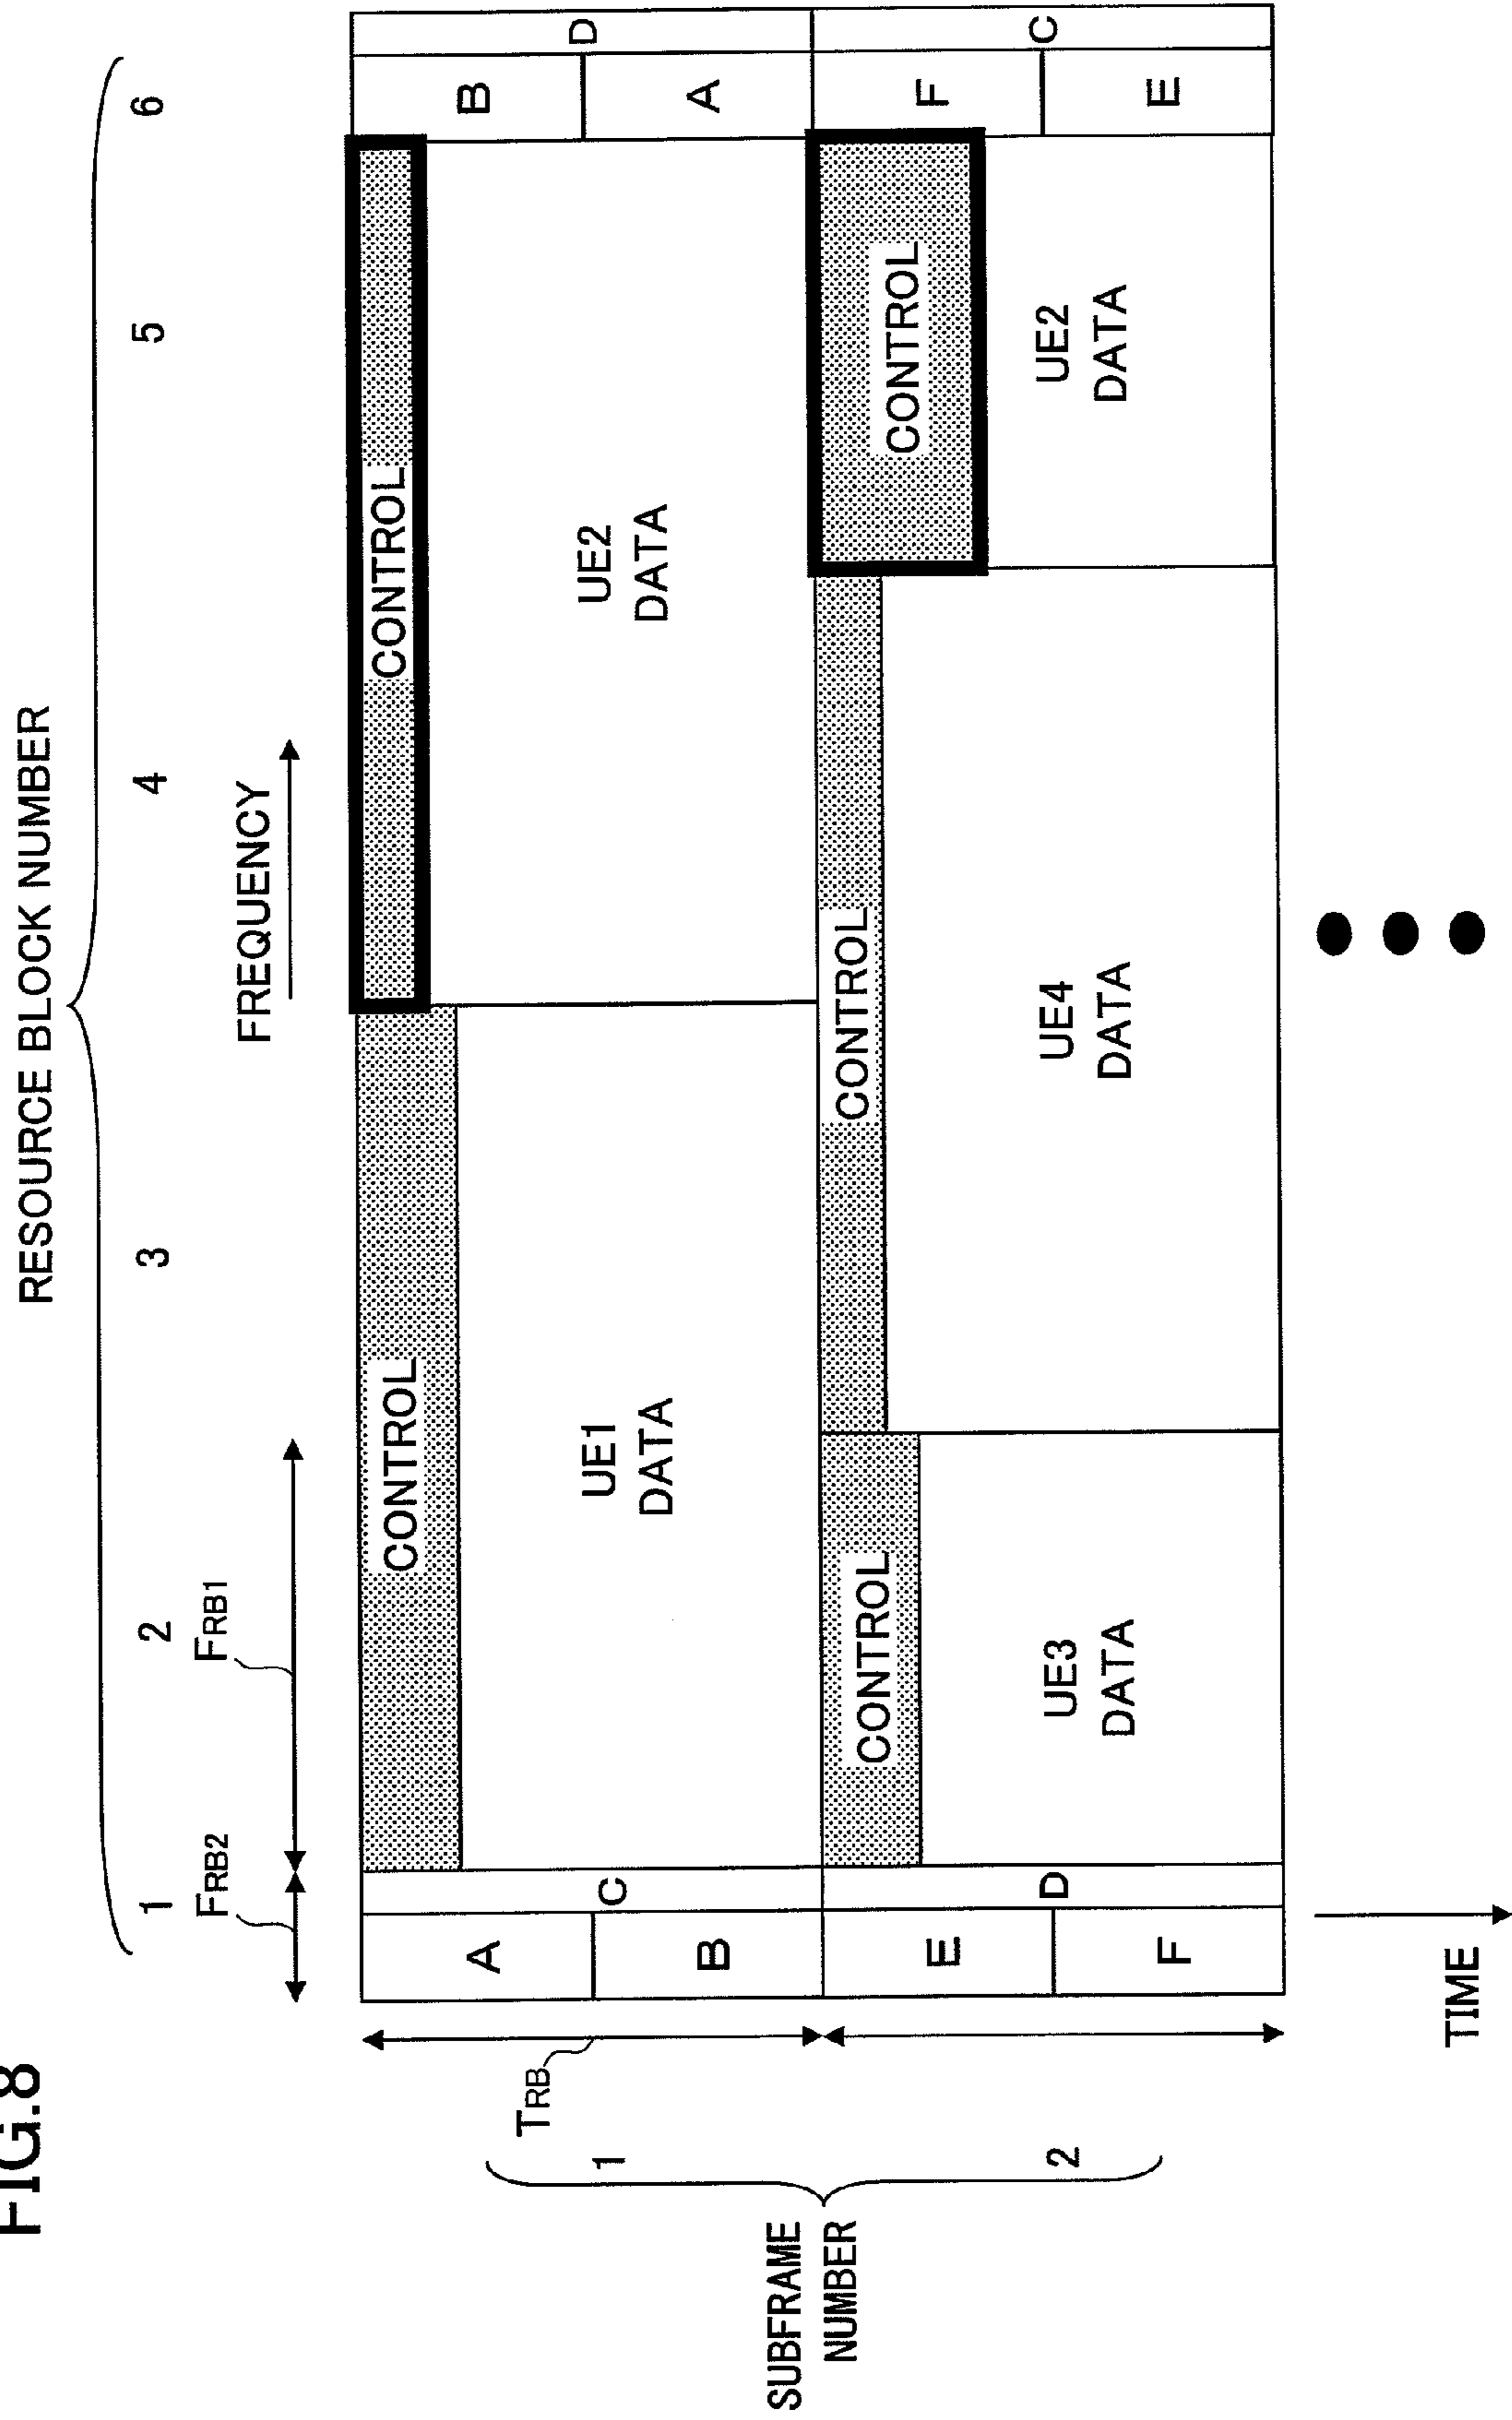 FIG.8
RESOURCE BLOCK NUMBER
1 2 3 4 5 6
FRB2 FRB1 FREQUENCY
SUBFRAME
NUMBER
1
2
TRB
A
B
C
CONTROL
UE1
DATA
CONTROL
UE2
DATA
B
A
D
E
F
D
CONTROL
UE3
DATA
CONTROL
UE4
DATA
CONTROL
UE2
DATA
F
E
C
TIME